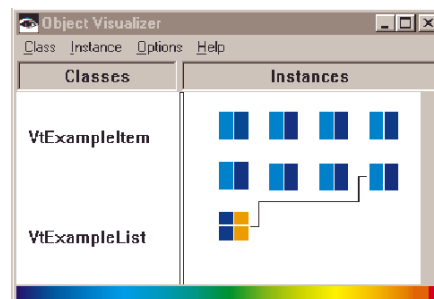 Object Visualizer
Class Instance Options Help
Classes Instances
VtExampleItem
VtExampleList